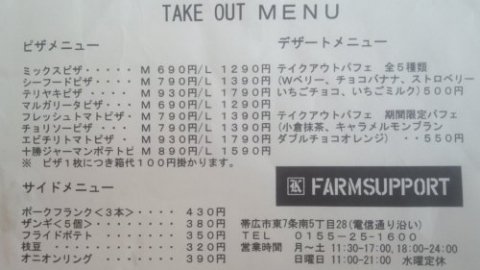 TAKE OUT MENU
ピザメニュー
ミックスピザ・・・・・ M 690円/L 1290円
シーフードピザ・・・・ M 790円/L 1390円
テリヤキピザ・・・・・ M 930円/L 1790円
マルガリータピザ・・・ M 690円/L 1290円
フレッシュトマトピザ・ M 790円/L 1390円
チョリソーピザ・・・・ M 790円/L 1390円
エビチリトマトピザ・・ M 930円/L 1790円
十勝ジャーマンポテトピ M 890円/L 1590円
※ ピザ1枚につき箱代100円掛かります。
サイドメニュー
ポークフランク<3本>・・・・ 430円
ザンギ<5個>・・・・・・・ 380円
フライドポテト・・・・・・ 350円
枝豆・・・・・・・・・・ 320円
オニオンリング・・・・・・ 390円
デザートメニュー
テイクアウトパフェ 全5種類
(Wベリー、チョコバナナ、ストロベリー
いちごチョコ、いちごミルク)500円
テイクアウトパフェ 期間限定パフェ
(小倉抹茶、キャラメルモンブラン
ダブルチョコオレンジ)・・550円
FARMSUPPORT
帯広市東7条南5丁目28(電信通り沿い)
TEL 0155-25-1600
営業時間 月~土 11:30-17:00, 18:00-24:00
日曜日 11:00-21:00 水曜定休